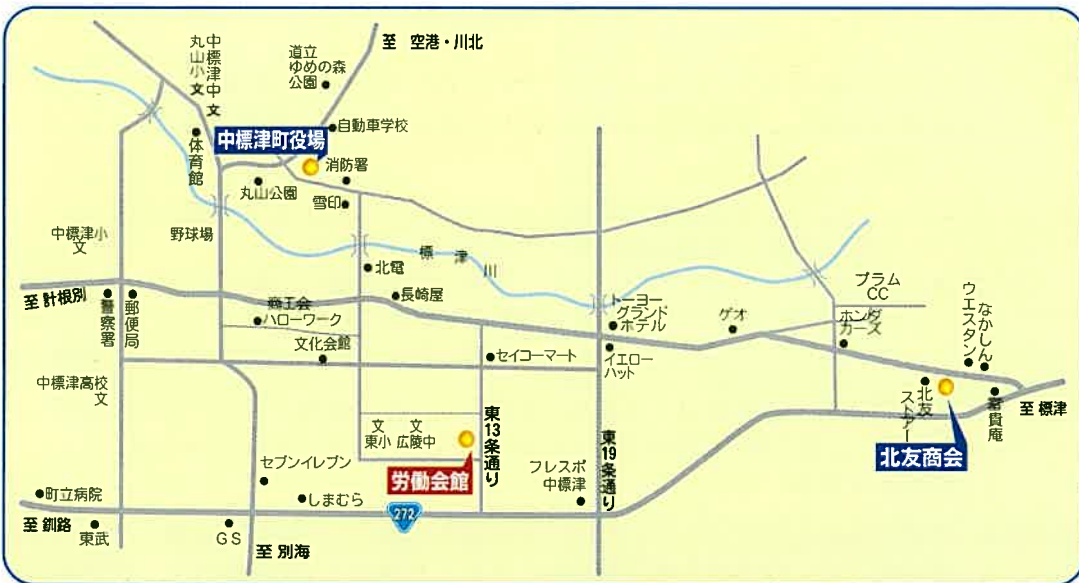 至 空港・川北
中標津中
文
丸山小
文
道立
ゆめの森
公園
自動車学校
体育館
中標津町役場
消防署
丸山公園
雪印
中標津小
文
野球場
標津川
北電
長崎屋
至 計根別
警察署
郵便局
商工会
ハローワーク
文化会館
セイコーマート
トーヨー
グランド
ホテル
イエロー
ハット
ゲオ
プラム
CC
ホンダ
カーズ
ウエスタン
なかしん
北友
ストアー
富貴庵
至 標津
北友商会
中標津高校
文
文 文
東小 広陵中
東13条通り
東19条通り
労働会館
セブンイレブン
しまむら
フレスポ
中標津
町立病院
至 釧路
東武
GS
至 別海
272